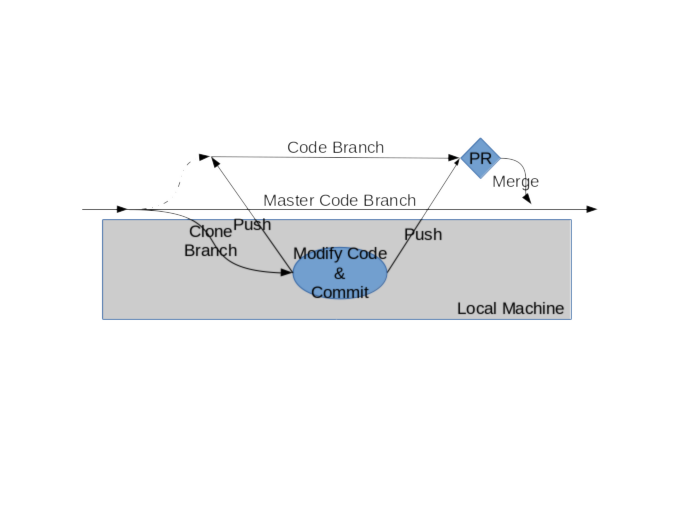 Code Branch
PR
Merge
Master Code Branch
Clone
Branch
Push
Push
Modify Code
&
Commit
Local Machine